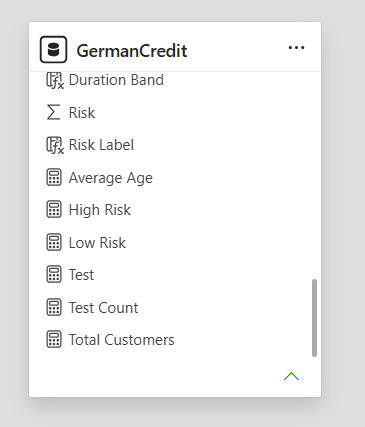 GermanCredit
Duration Band
Risk
Risk Label
Average Age
High Risk
Low Risk
Test
Test Count
Total Customers